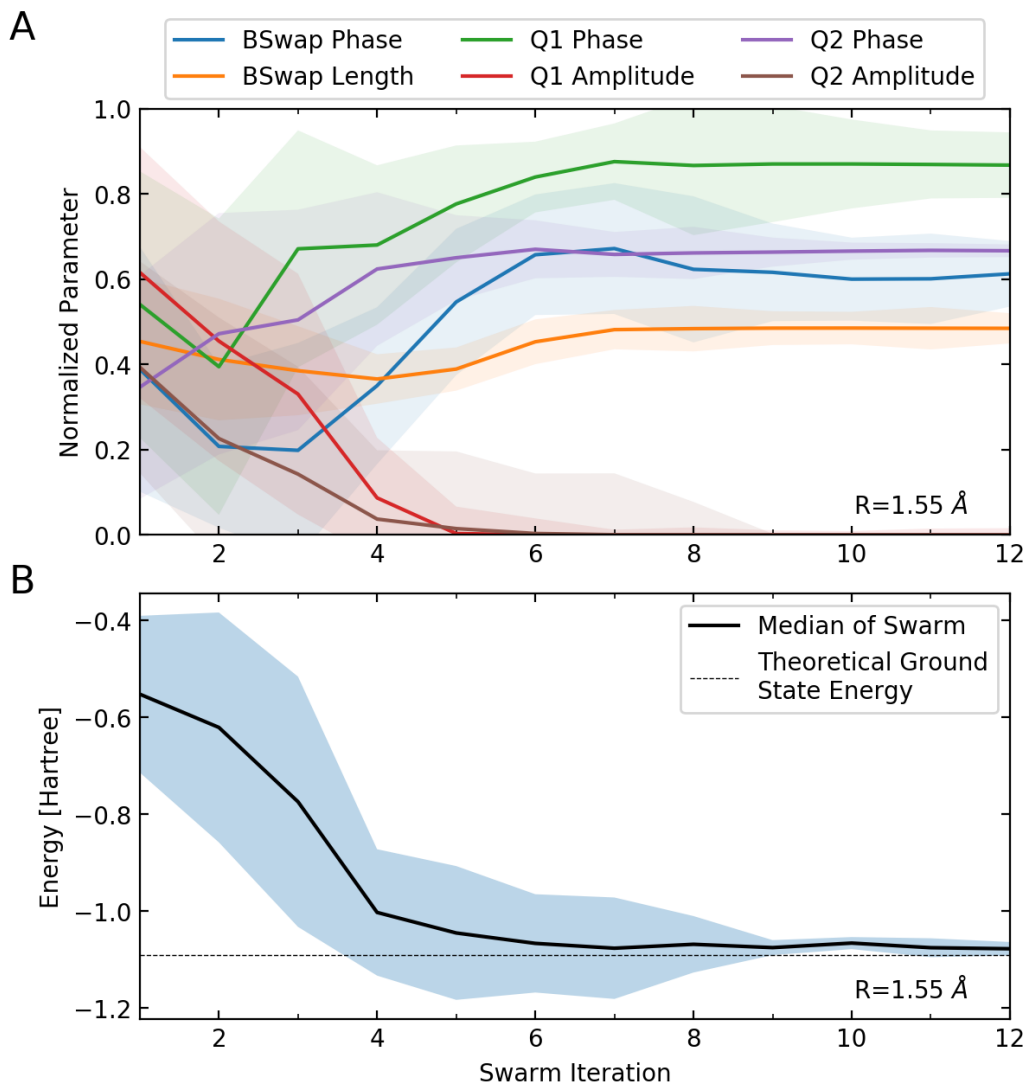 A
BSwap Phase
Q1 Phase
Q2 Phase
BSwap Length
Q1 Amplitude
Q2 Amplitude
1.0
0.8
0.6
0.4
0.2
0.0
Normalized Parameter
R=1.55 Å
2
4
6
8
10
12
B
−0.4
−0.6
−0.8
−1.0
−1.2
Energy [Hartree]
Median of Swarm
Theoretical Ground
State Energy
R=1.55 Å
2
4
6
8
10
12
Swarm Iteration